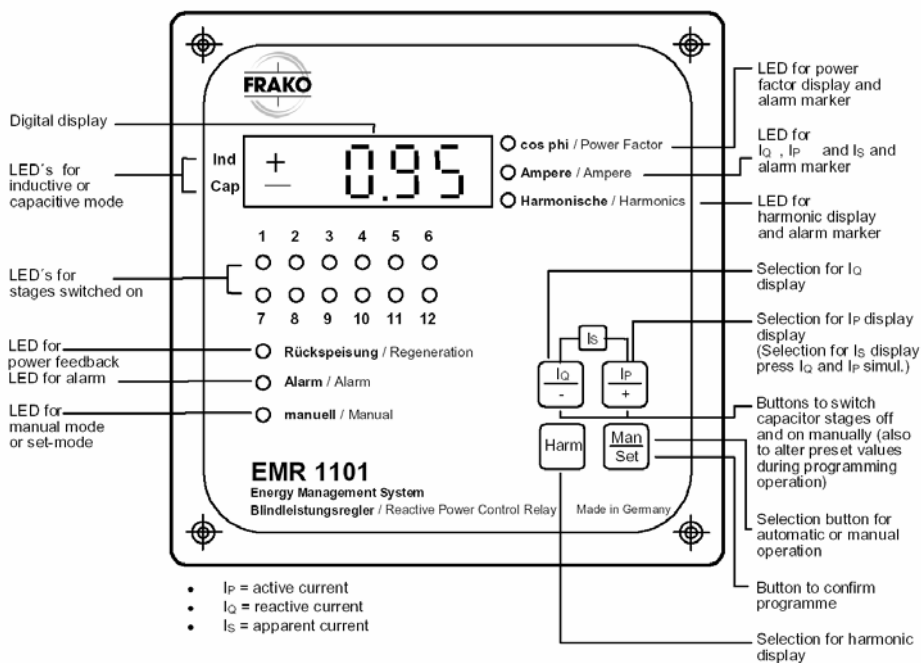 FRAKO
Digital display
LED´s for
inductive or
capacitive mode
Ind
Cap
+
—
0.95
cos phi / Power Factor
Ampere / Ampere
Harmonische / Harmonics
LED for power
factor display and
alarm marker
LED for
IQ , IP and IS and
alarm marker
LED for
harmonic display
and alarm marker
1 2 3 4 5 6
7 8 9 10 11 12
LED´s for
stages switched on
LED for
power feedback
LED for alarm
LED for
manual mode
or set-mode
Rückspeisung / Regeneration
Alarm / Alarm
manuell / Manual
IS
IQ
-
IP
+
Harm
Man
Set
EMR 1101
Energy Management System
Blindleistungsregler / Reactive Power Control Relay Made in Germany
Selection for IQ
display
Selection for IP display
display
(Selection for IS display
press IQ and IP simul.)
Buttons to switch
capacitor stages off
and on manually (also
to alter preset values
during programming
operation)
Selection button for
automatic or manual
operation
Button to confirm
programme
Selection for harmonic
display
• IP = active current
• IQ = reactive current
• IS = apparent current